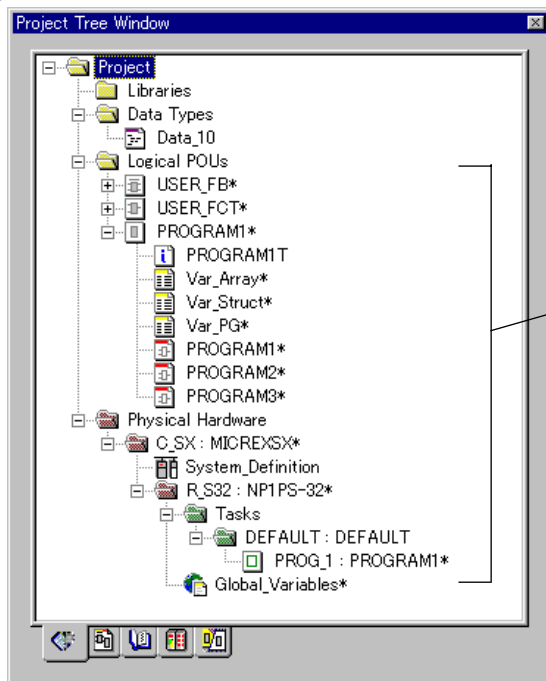 Project Tree Window
Project
Libraries
Data Types
Data_10
Logical POUs
USER_FB*
USER_FCT*
PROGRAM1*
PROGRAM1T
Var_Array*
Var_Struct*
Var_PG*
PROGRAM1*
PROGRAM2*
PROGRAM3*
Physical Hardware
C_SX : MICREXSX*
System_Definition
R_S32 : NP1PS-32*
Tasks
DEFAULT : DEFAULT
PROG_1 : PROGRAM1*
Global_Variables*